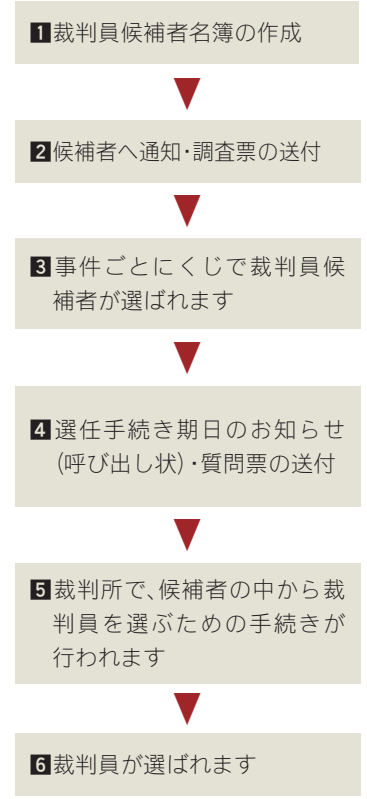 1裁判員候補者名簿の作成
2候補者へ通知・調査票の送付
3事件ごとにくじで裁判員候
補者が選ばれます
4選任手続き期日のお知らせ
(呼び出し状)・質問票の送付
5裁判所で、候補者の中から裁
判員を選ぶための手続きが
行われます
6裁判員が選ばれます